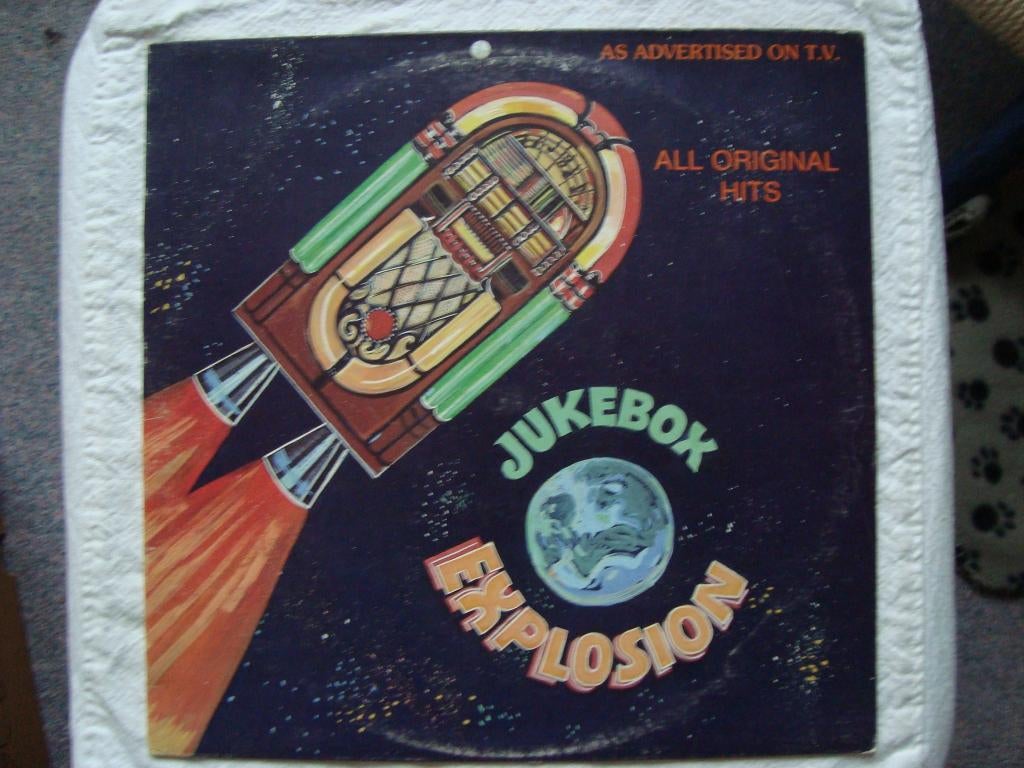 AS ADVERTISED ON T.V.
ALL ORIGINAL
HITS
JUKEBOX
EXPLOSION